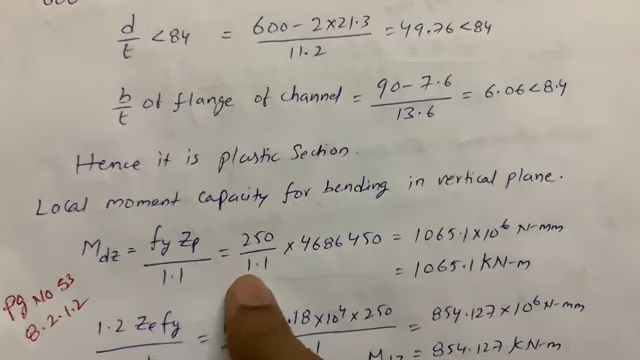 d/t < 84 = 600 - 2×21.3 / 11.2 = 49.76 < 84
b/t of flange of channel = 90 - 7.6 / 13.6 = 6.06 < 8.4
Hence it is plastic Section.
Local moment capacity for bending in vertical plane.
Mdz = fy Zp / 1.1 = 250 / 1.1 × 4686450 = 1065.1 × 10^6 N-mm
= 1065.1 KN-m
Pg No 53
8.2.1.2
1.2 Ze fy = .18 × 10^4 × 250 = 854.127 × 10^6 N-mm
= 854.127 KN-m